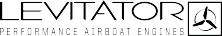 LEVITATOR
PERFORMANCE AIRBOAT ENGINES